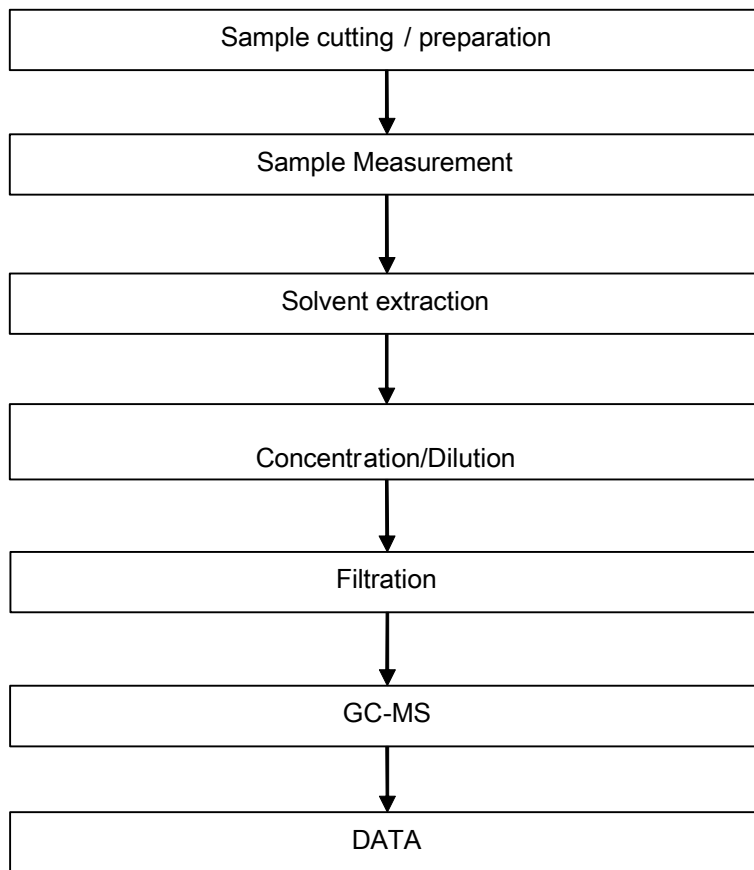 Sample cutting / preparation
Sample Measurement
Solvent extraction
Concentration/Dilution
Filtration
GC-MS
DATA